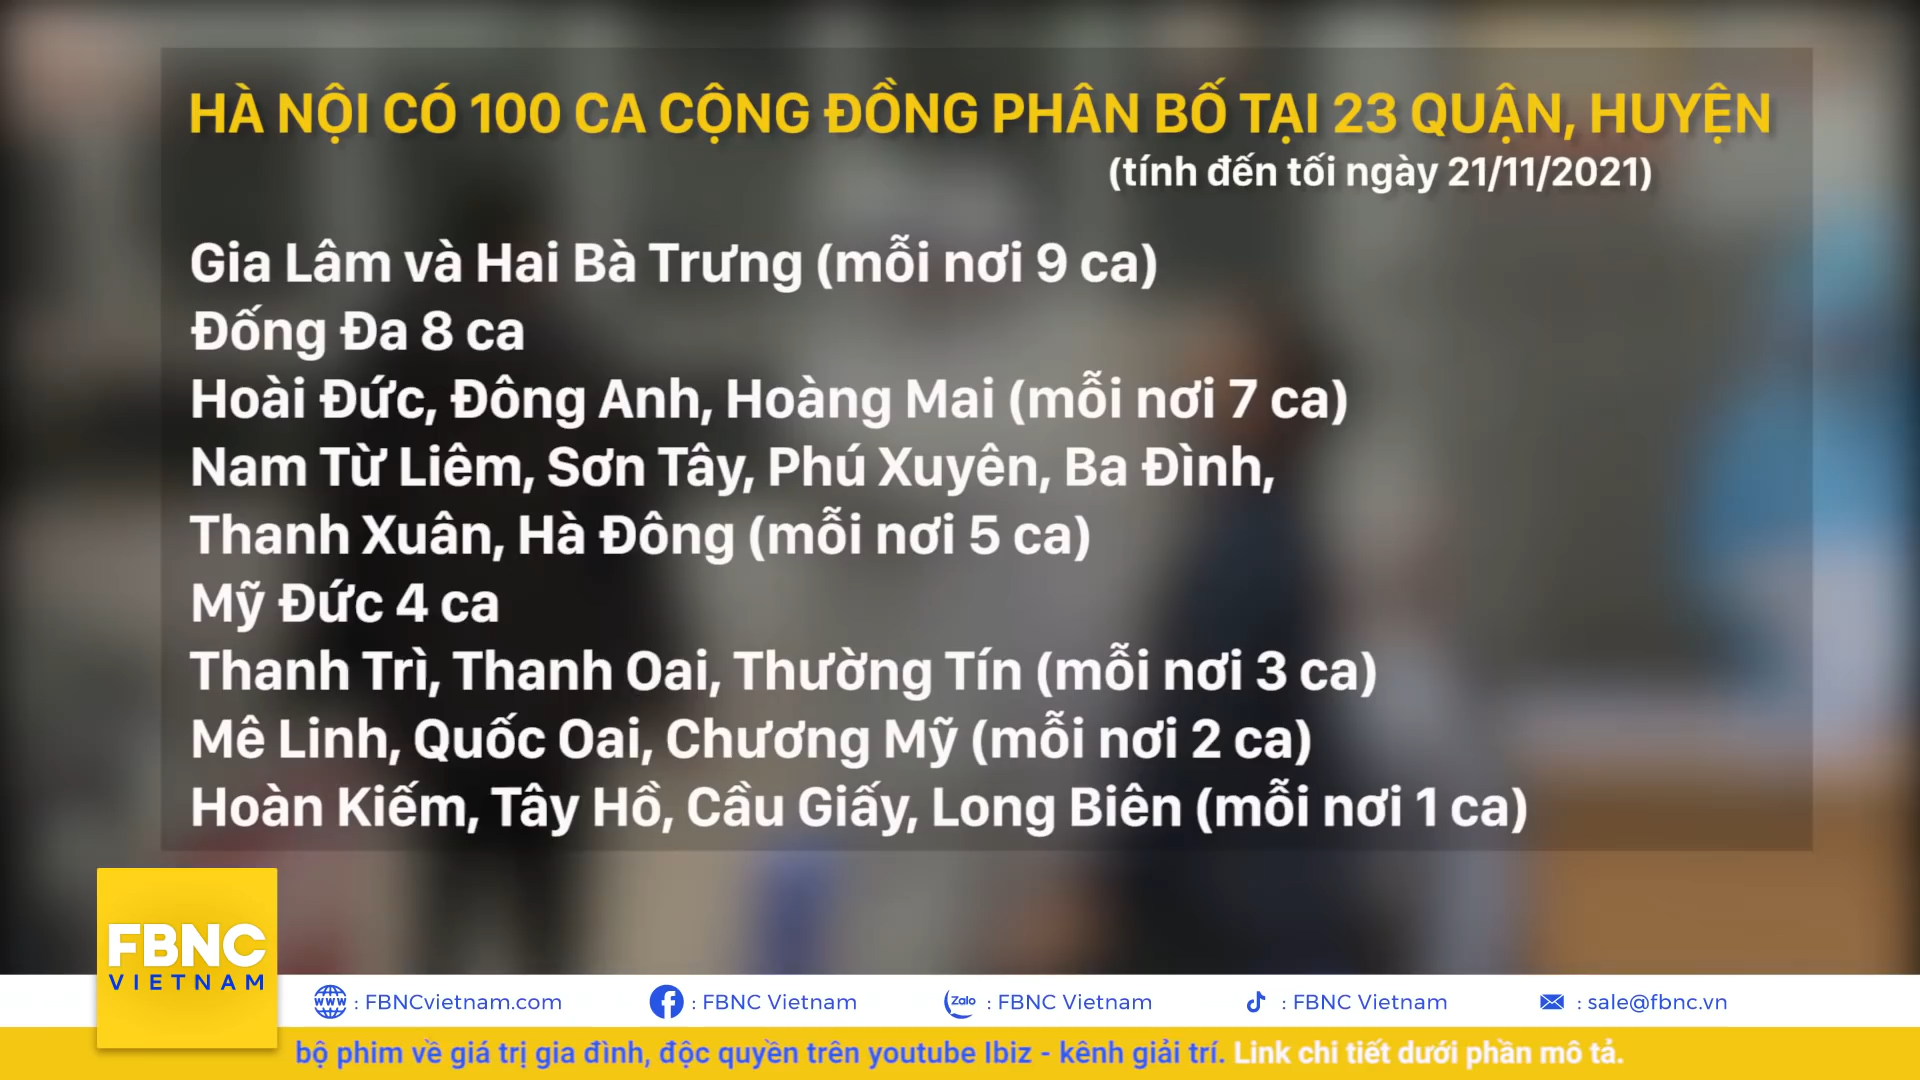 HÀ NỘI CÓ 100 CA CỘNG ĐỒNG PHÂN BỐ TẠI 23 QUẬN, HUYỆN
(tính đến tối ngày 21/11/2021)
Gia Lâm và Hai Bà Trưng (mỗi nơi 9 ca)
Đống Đa 8 ca
Hoài Đức, Đông Anh, Hoàng Mai (mỗi nơi 7 ca)
Nam Từ Liêm, Sơn Tây, Phú Xuyên, Ba Đình,
Thanh Xuân, Hà Đông (mỗi nơi 5 ca)
Mỹ Đức 4 ca
Thanh Trì, Thanh Oai, Thường Tín (mỗi nơi 3 ca)
Mê Linh, Quốc Oai, Chương Mỹ (mỗi nơi 2 ca)
Hoàn Kiếm, Tây Hồ, Cầu Giấy, Long Biên (mỗi nơi 1 ca)
FBNC
VIETNAM
www : FBNCvietnam.com : FBNC Vietnam Zalo : FBNC Vietnam : FBNC Vietnam : sale@fbnc.vn
bộ phim về giá trị gia đình, độc quyền trên youtube Ibiz - kênh giải trí. Link chi tiết dưới phần mô tả.